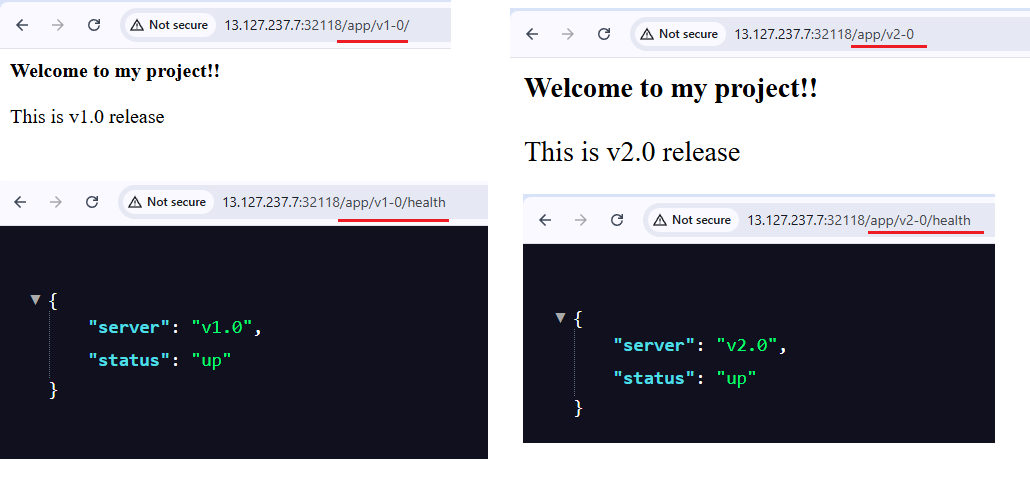 Not secure 13.127.237.7:32118/app/v1-0/
Welcome to my project!!
This is v1.0 release
Not secure 13.127.237.7:32118/app/v1-0/health
{
"server": "v1.0",
"status": "up"
}
Not secure 13.127.237.7:32118/app/v2-0
Welcome to my project!!
This is v2.0 release
Not secure 13.127.237.7:32118/app/v2-0/health
{
"server": "v2.0",
"status": "up"
}